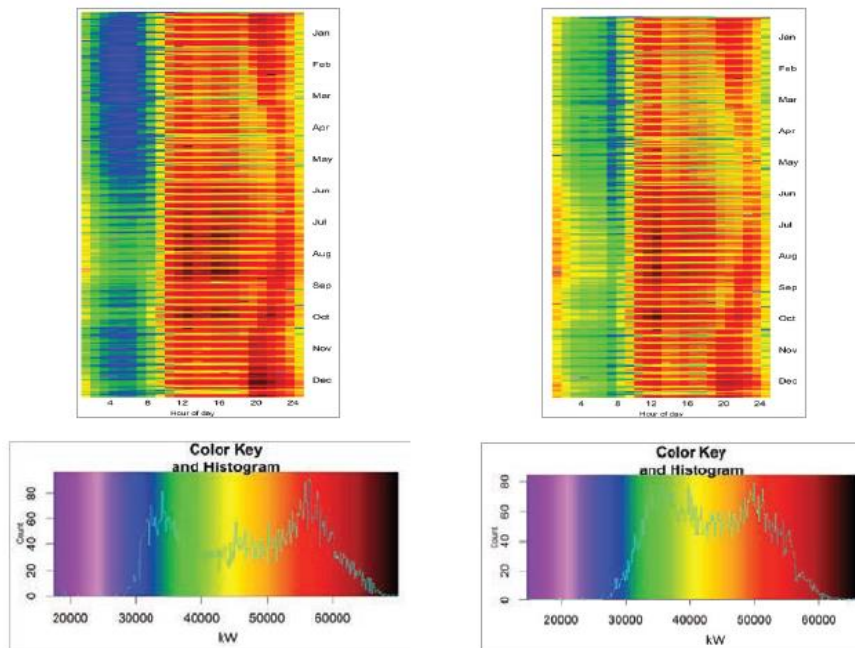 Jan
Feb
Mar
Apr
May
Jun
Jul
Aug
Sep
Oct
Nov
Dec
4 8 12 16 20 24
Hour of day
Jan
Feb
Mar
Apr
May
Jun
Jul
Aug
Sep
Oct
Nov
Dec
4 8 12 16 20 24
Hour of day
Color Key
and Histogram
Count
0 20 40 60 80
20000 30000 40000 50000 60000
kW
Color Key
and Histogram
Count
0 20 40 60 80
20000 30000 40000 50000 60000
kW